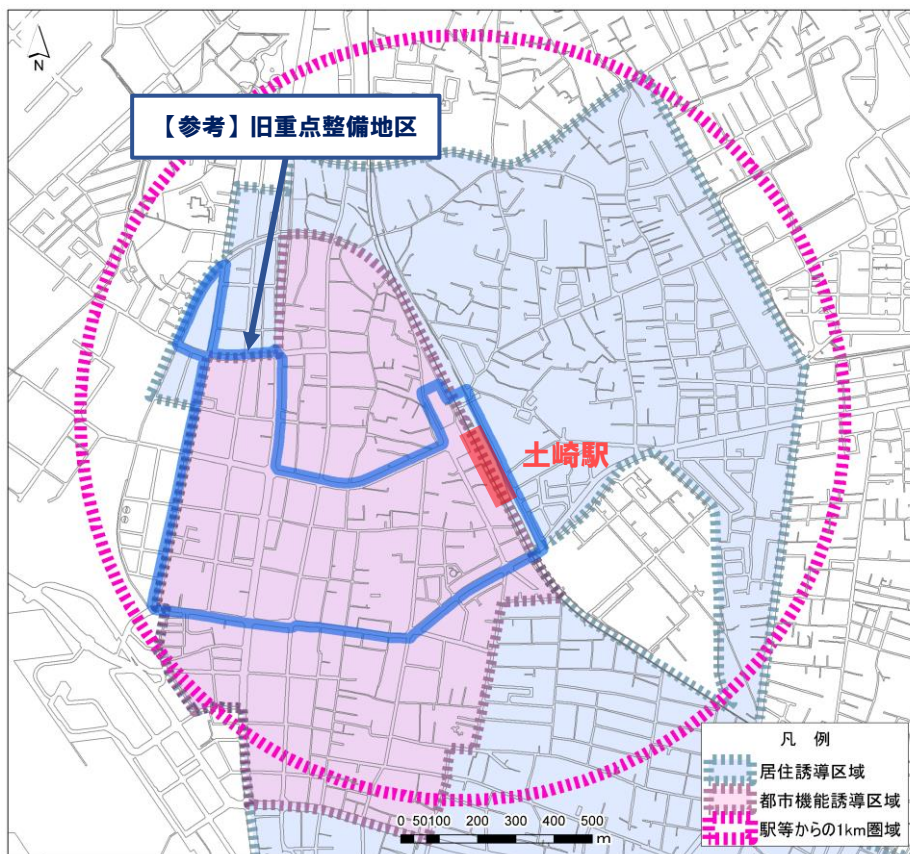 N
【参考】旧重点整備地区
土崎駅
凡 例
居住誘導区域
都市機能誘導区域
駅等からの1km圏域
0 50100 200 300 400 500
m